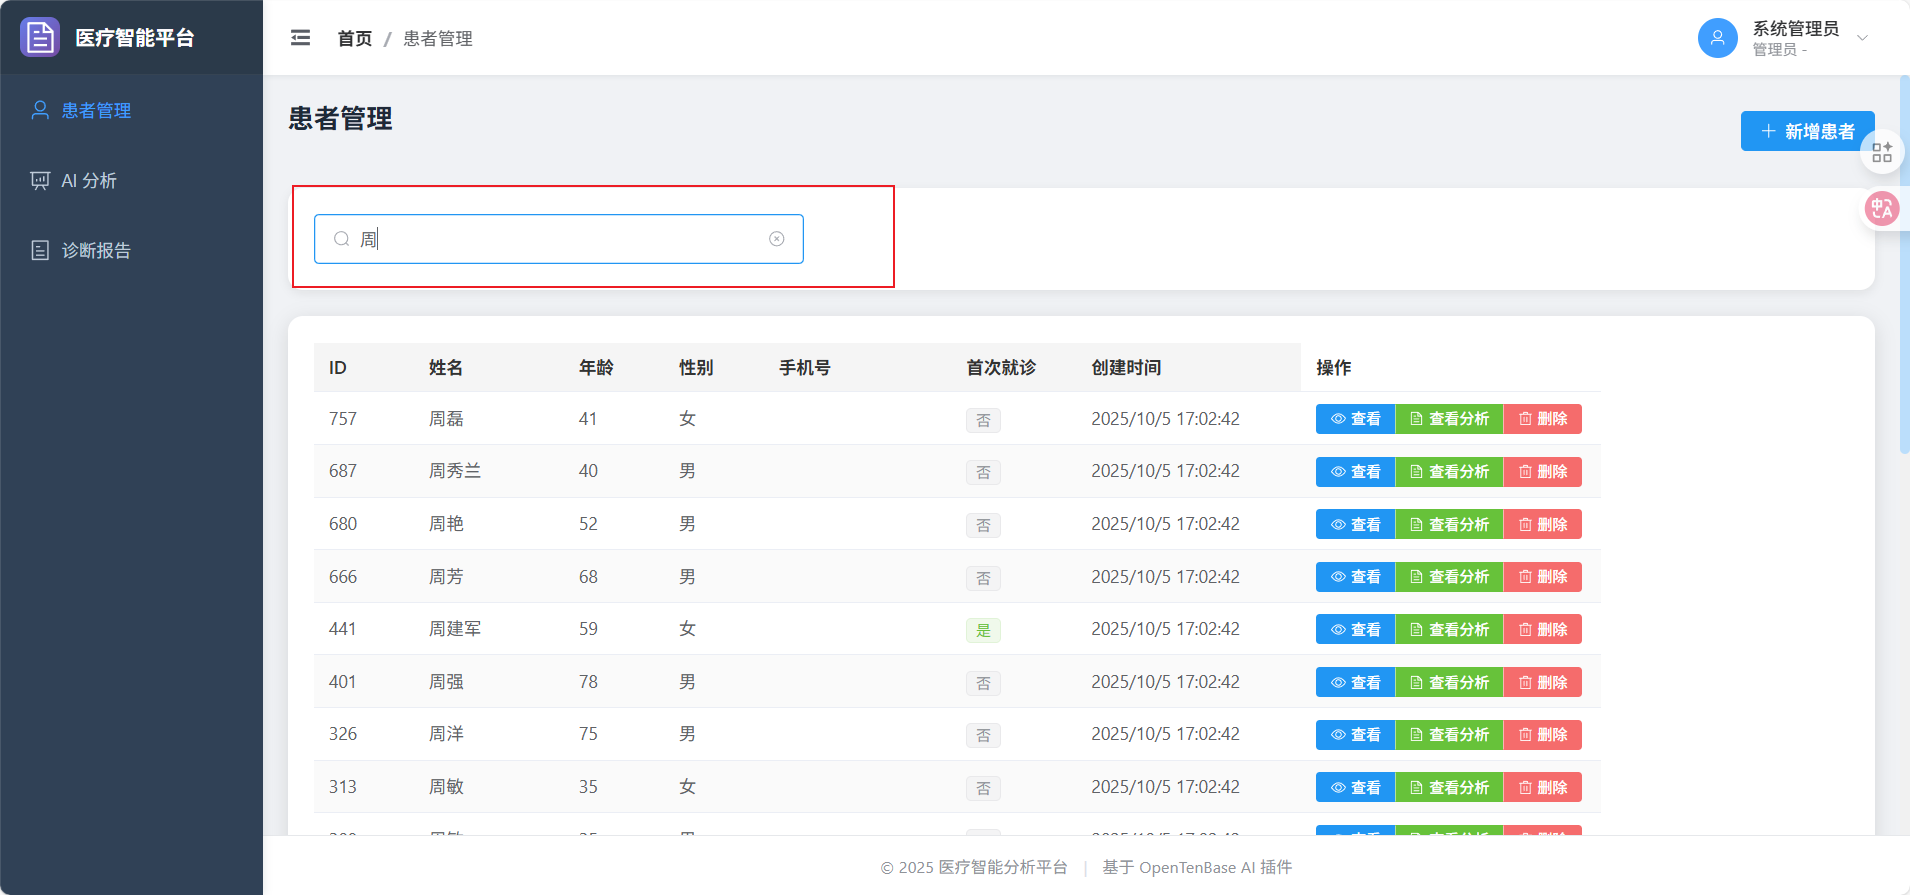 医疗智能平台
首页 / 患者管理
系统管理员
管理员 -
患者管理
AI 分析
诊断报告
患者管理
新增患者
周
ID 姓名 年龄 性别 手机号 首次就诊 创建时间 操作
757 周磊 41 女 否 2025/10/5 17:02:42 查看 查看分析 删除
687 周秀兰 40 男 否 2025/10/5 17:02:42 查看 查看分析 删除
680 周艳 52 男 否 2025/10/5 17:02:42 查看 查看分析 删除
666 周芳 68 男 否 2025/10/5 17:02:42 查看 查看分析 删除
441 周建军 59 女 是 2025/10/5 17:02:42 查看 查看分析 删除
401 周强 78 男 否 2025/10/5 17:02:42 查看 查看分析 删除
326 周洋 75 男 否 2025/10/5 17:02:42 查看 查看分析 删除
313 周敏 35 女 否 2025/10/5 17:02:42 查看 查看分析 删除
© 2025 医疗智能分析平台 | 基于 OpenTenBase AI 插件